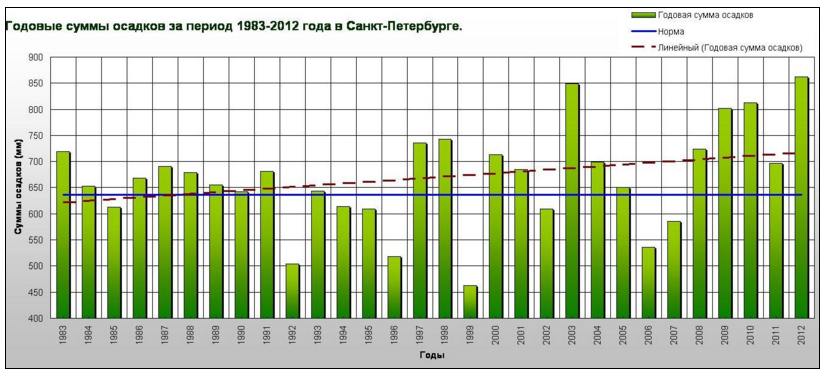 Годовые суммы осадков за период 1983-2012 года в Санкт-Петербурге.
Годовая сумма осадков
Норма
Линейный (Годовая сумма осадков)
Суммы осадков (мм)
900
850
800
750
700
650
600
550
500
450
400
1983 1984 1985 1986 1987 1988 1989 1990 1991 1992 1993 1994 1995 1996 1997 1998 1999 2000 2001 2002 2003 2004 2005 2006 2007 2008 2009 2010 2011 2012
Годы